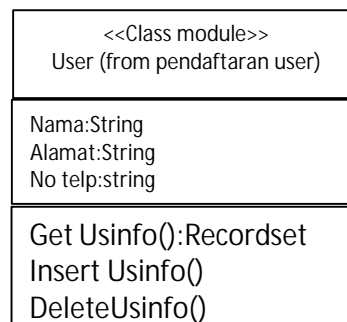 <<Class module>>
User (from pendaftaran user)
Nama:String
Alamat:String
No telp:string
Get Usinfo():Recordset
Insert Usinfo()
DeleteUsinfo()